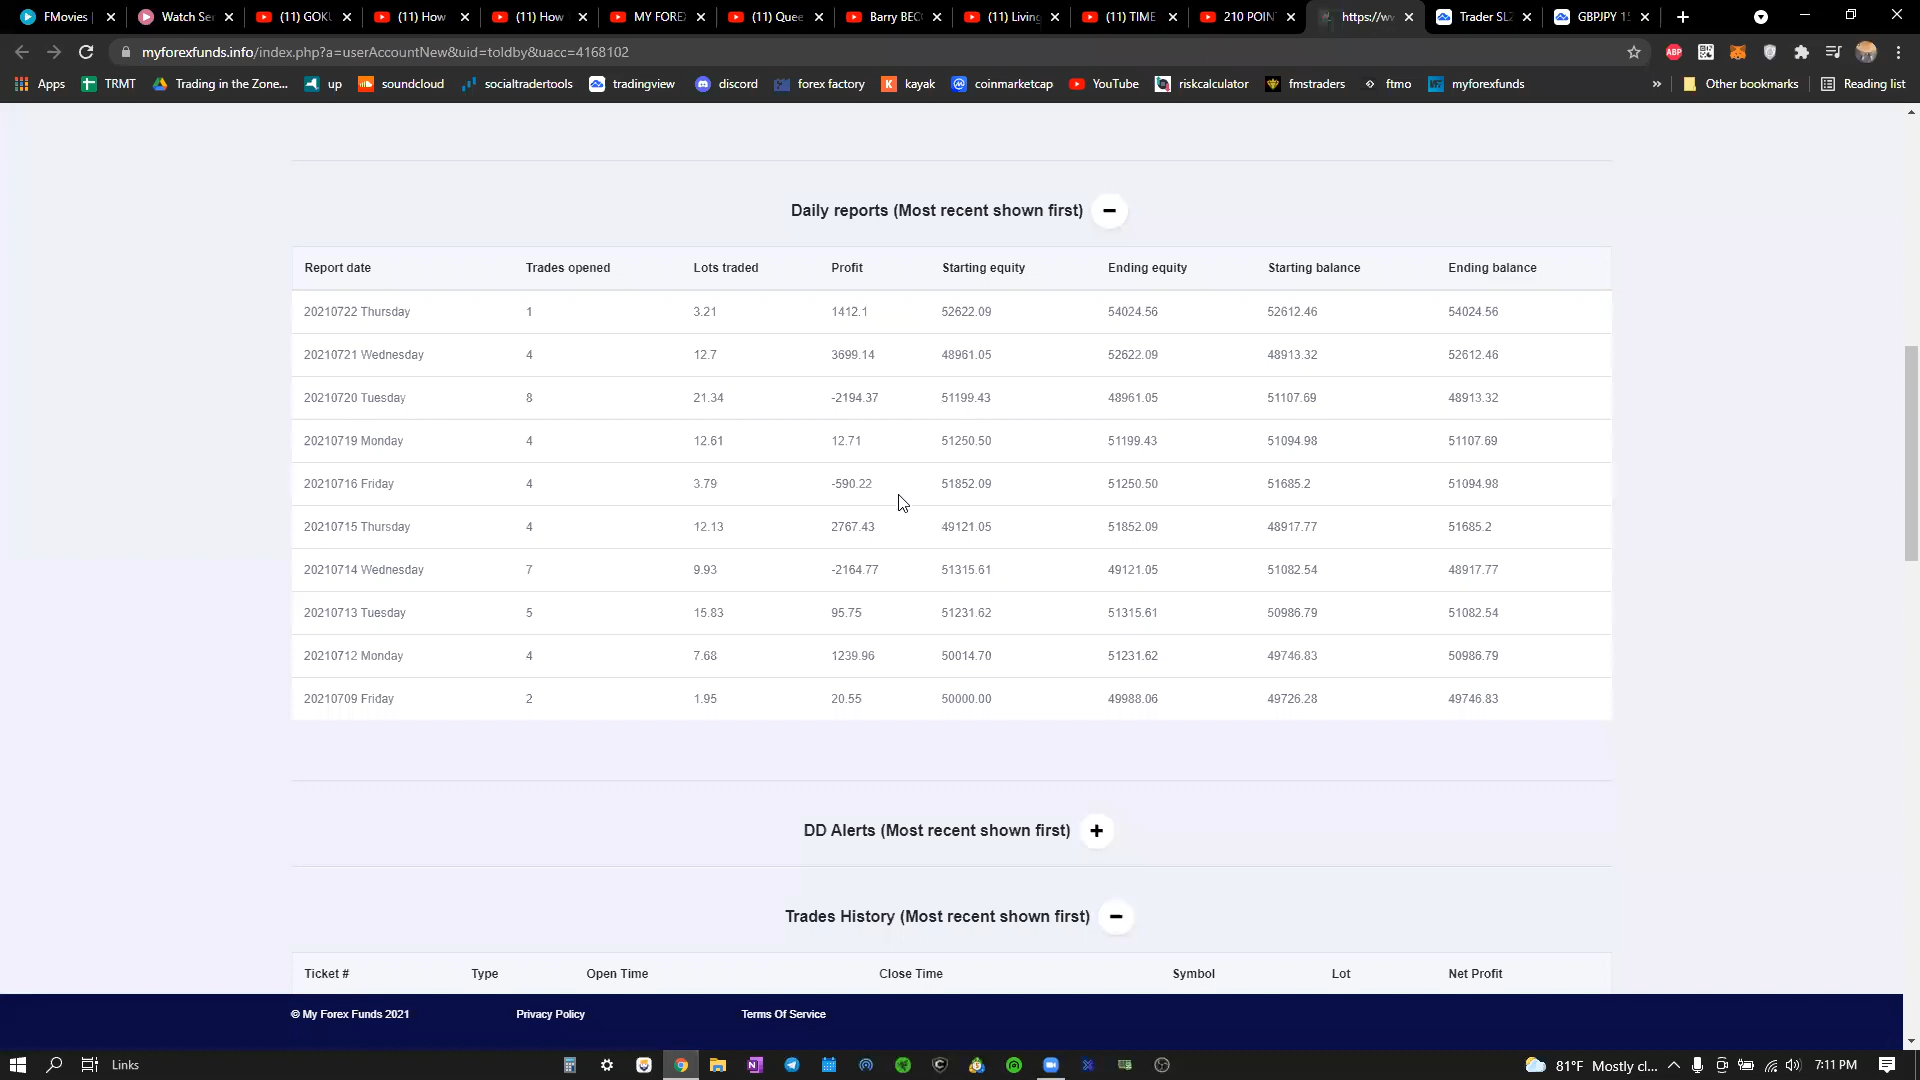 FMovies Watch Se (11) GOKU (11) How (11) How MY FORE (11) Quee Barry BEC (11) Living (11) TIME 210 POIN https://ww Trader SL2 GBPJPY 1
myforexfunds.info/index.php?a=userAccountNew&uid=toldby&uacc=4168102
Apps TRMT Trading in the Zone... up soundcloud socialtradertools tradingview discord forex factory kayak coinmarketcap YouTube riskcalculator fmstraders ftmo myforexfunds » Other bookmarks Reading list
Daily reports (Most recent shown first)
Report date Trades opened Lots traded Profit Starting equity Ending equity Starting balance Ending balance
20210722 Thursday 1 3.21 1412.1 52622.09 54024.56 52612.46 54024.56
20210721 Wednesday 4 12.7 3699.14 48961.05 52622.09 48913.32 52612.46
20210720 Tuesday 8 21.34 -2194.37 51199.43 48961.05 51107.69 48913.32
20210719 Monday 4 12.61 12.71 51250.50 51199.43 51094.98 51107.69
20210716 Friday 4 3.79 -590.22 51852.09 51250.50 51685.2 51094.98
20210715 Thursday 4 12.13 2767.43 49121.05 51852.09 48917.77 51685.2
20210714 Wednesday 7 9.93 -2164.77 51315.61 49121.05 51082.54 48917.77
20210713 Tuesday 5 15.83 95.75 51231.62 51315.61 50986.79 51082.54
20210712 Monday 4 7.68 1239.96 50014.70 51231.62 49746.83 50986.79
20210709 Friday 2 1.95 20.55 50000.00 49988.06 49726.28 49746.83
DD Alerts (Most recent shown first)
Trades History (Most recent shown first)
Ticket # Type Open Time Close Time Symbol Lot Net Profit
© My Forex Funds 2021 Privacy Policy Terms Of Service
Links 81°F Mostly cl... 7:11 PM